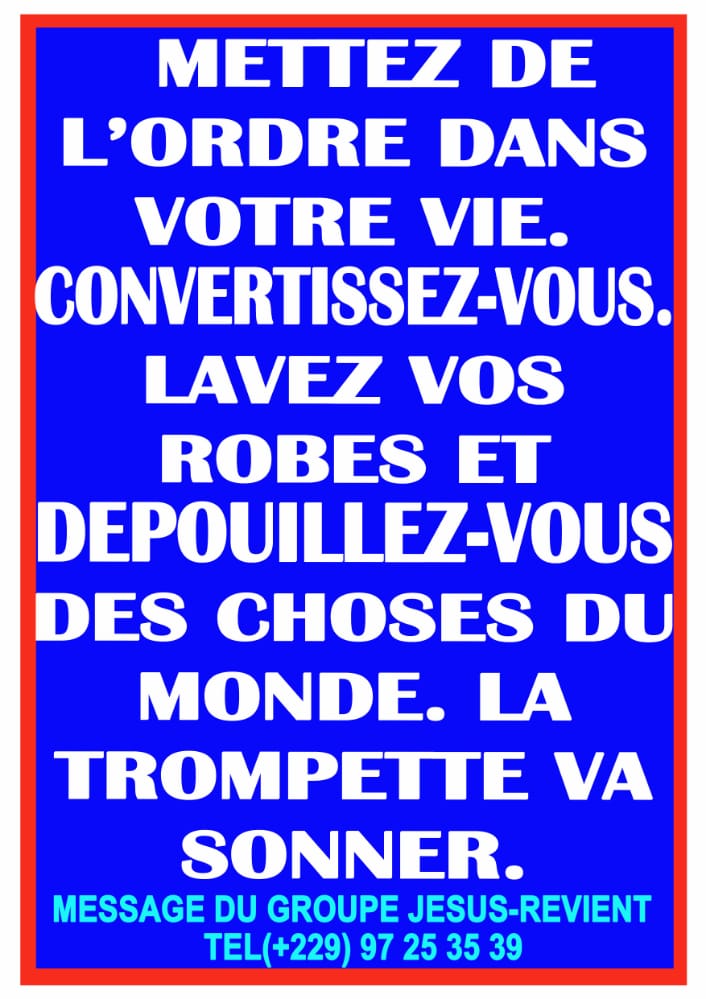 METTEZ DE
L'ORDRE DANS
VOTRE VIE.
CONVERTISSEZ-VOUS.
LAVEZ VOS
ROBES ET
DEPOUILLEZ-VOUS
DES CHOSES DU
MONDE. LA
TROMPETTE VA
SONNER.
MESSAGE DU GROUPE JESUS-REVIENT
TEL(+229) 97 25 35 39